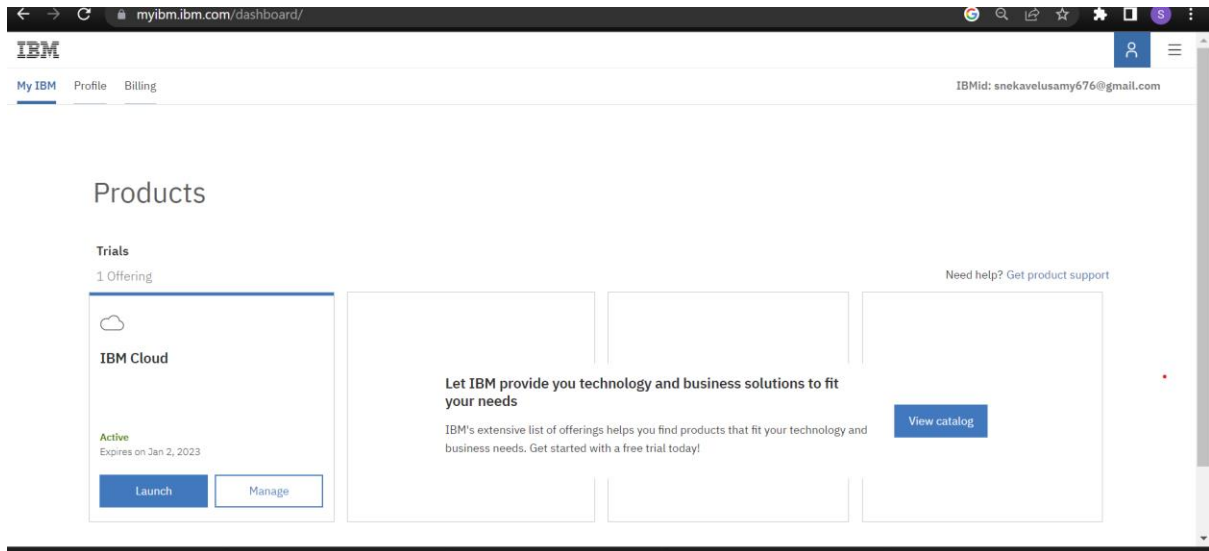 myibm.ibm.com/dashboard/
S
IBM
My IBM Profile Billing
IBMid: snekavelusamy676@gmail.com
Products
Trials
1 Offering
Need help? Get product support
IBM Cloud
Active
Expires on Jan 2, 2023
Launch Manage
Let IBM provide you technology and business solutions to fit
your needs
IBM's extensive list of offerings helps you find products that fit your technology and
business needs. Get started with a free trial today!
View catalog